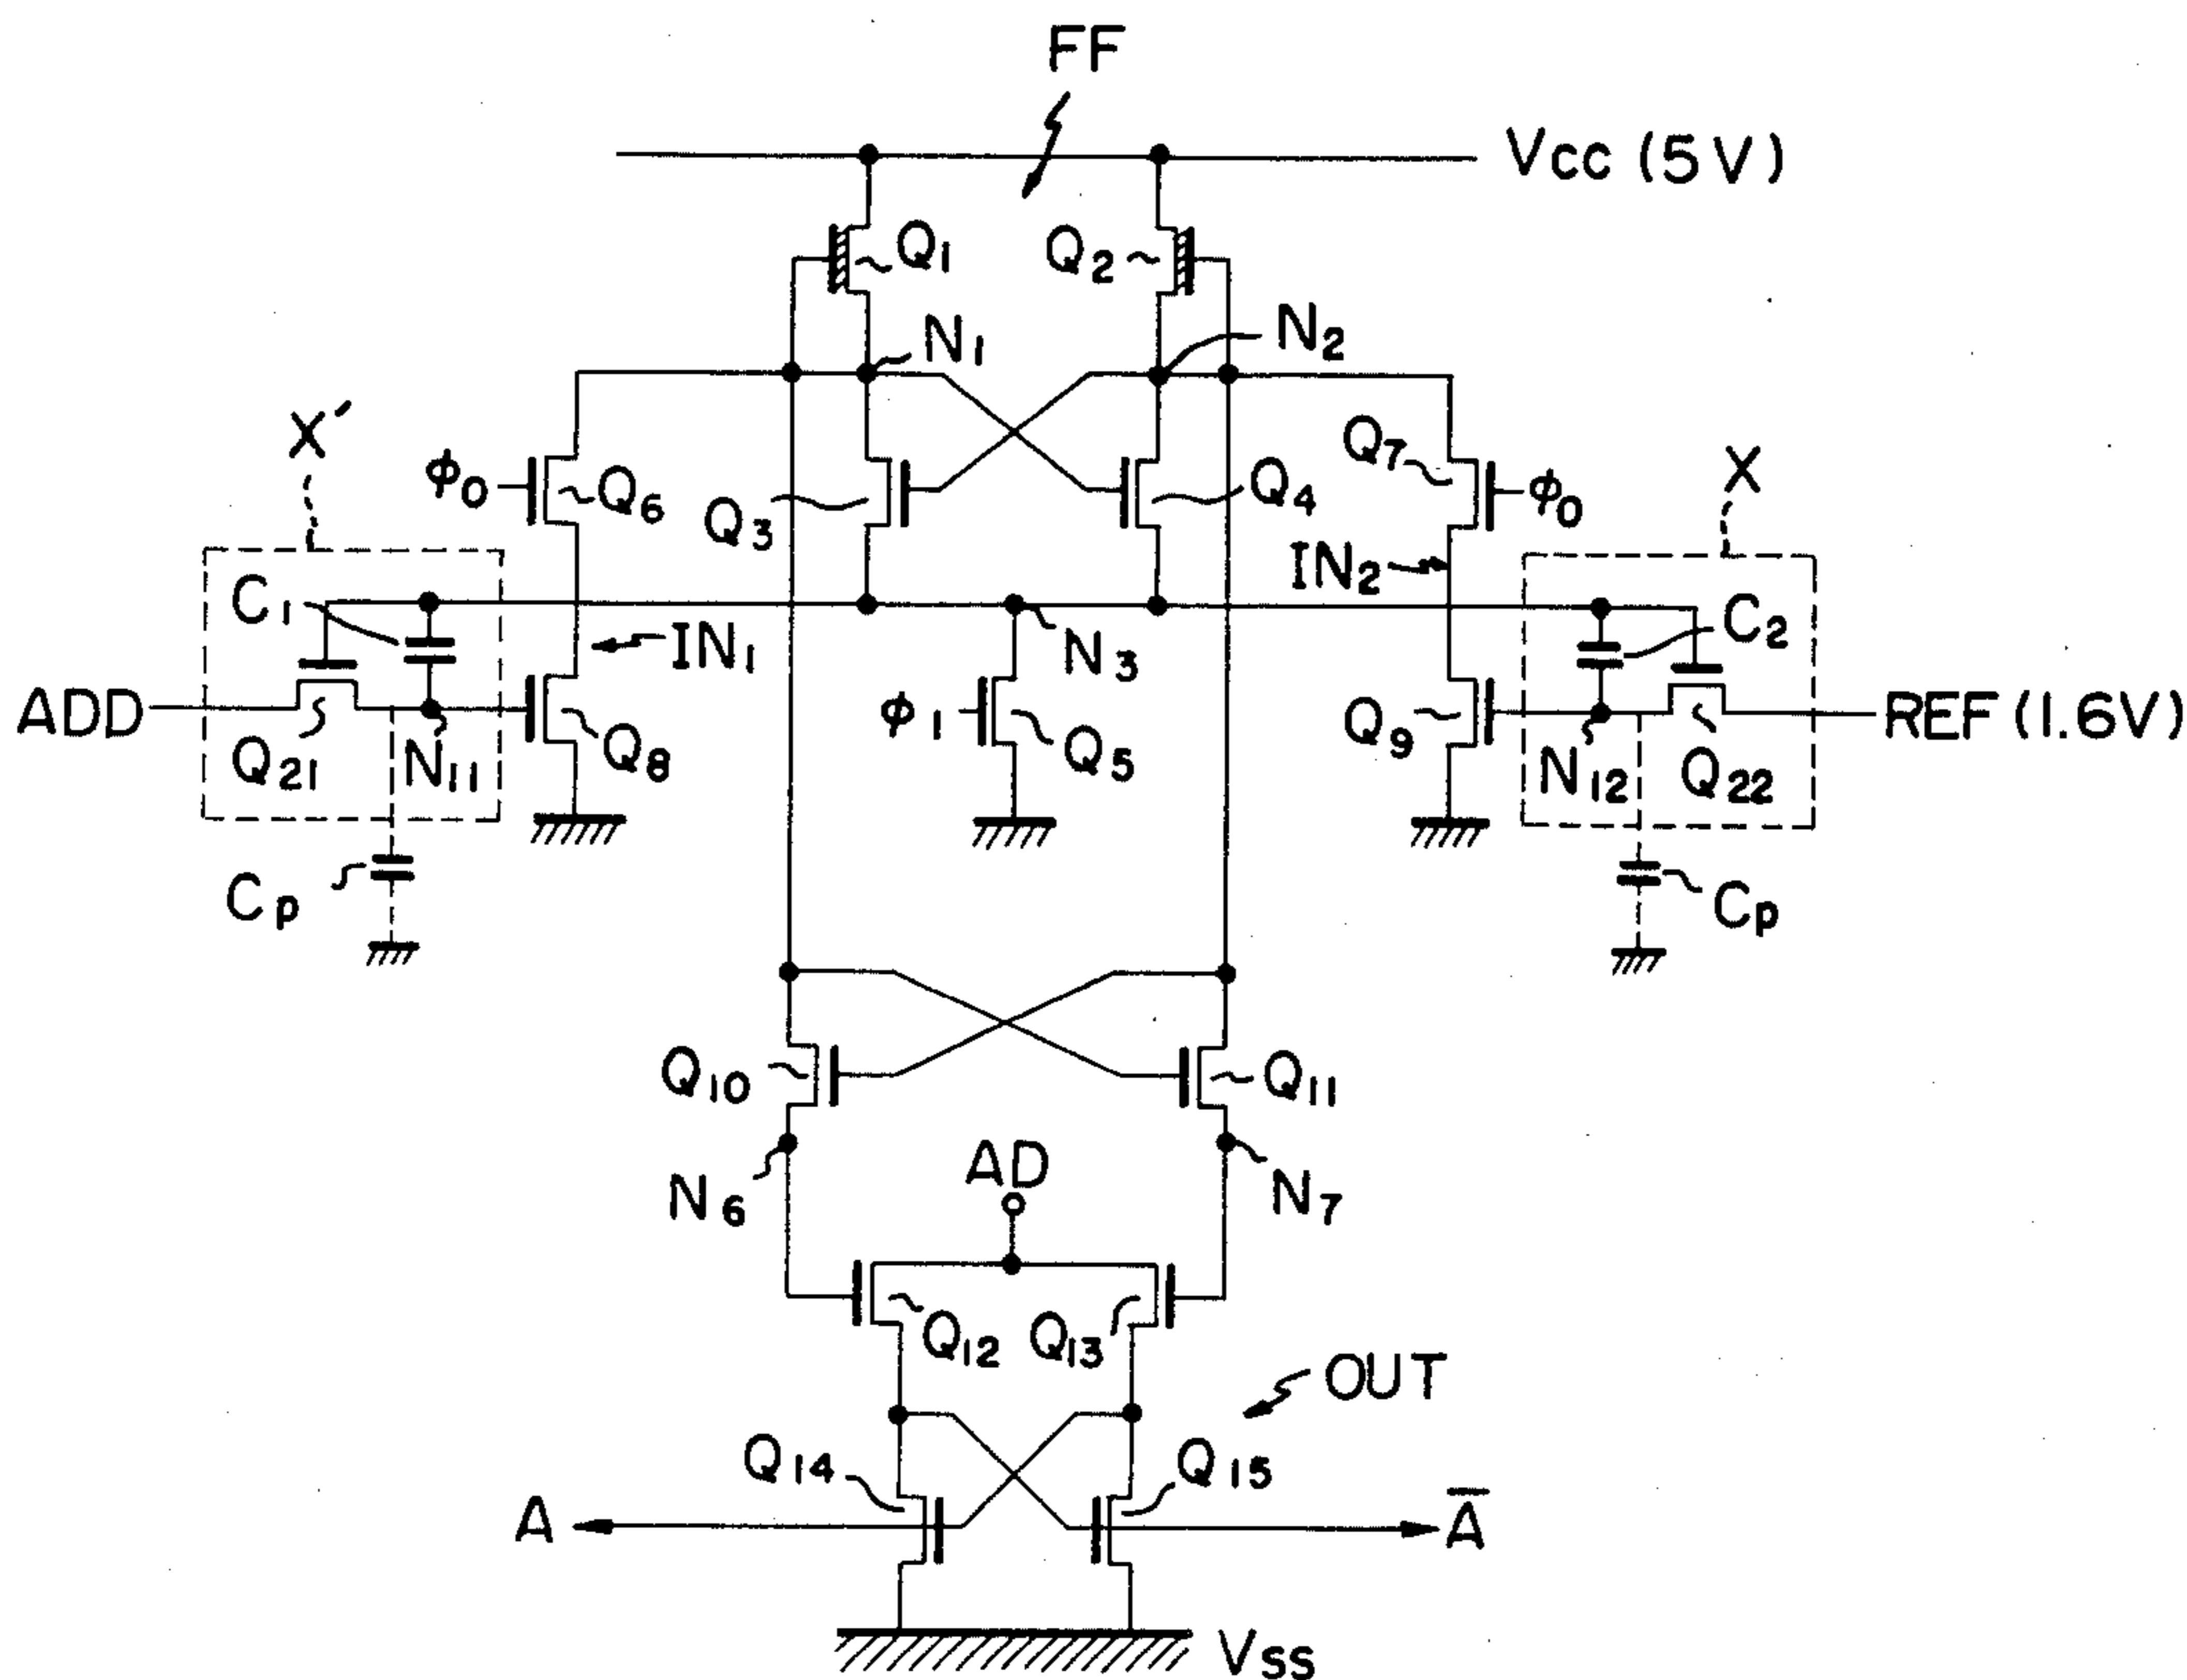 FF
Vcc (5V)
Q1
Q2
N1
N2
X′
φ0
Q6
Q3
Q4
Q7
φ0
X
C1
IN1
N3
IN2
C2
ADD
Q21
N11
Q8
φ1
Q5
Q9
N12
Q22
REF (1.6V)
Cp
Cp
Q10
Q11
N6
AD
N7
Q12
Q13
OUT
Q14
Q15
A
A̅
Vss